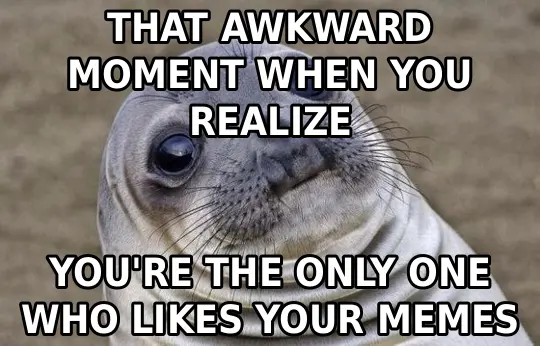 THAT AWKWARD
MOMENT WHEN YOU
REALIZE
YOU'RE THE ONLY ONE
WHO LIKES YOUR MEMES